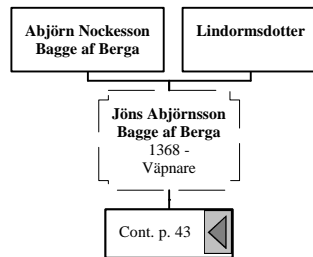 Abjörn Nockesson
Bagge af Berga
Lindormsdotter
Jöns Abjörnsson
Bagge af Berga
1368 -
Väpnare
Cont. p. 43